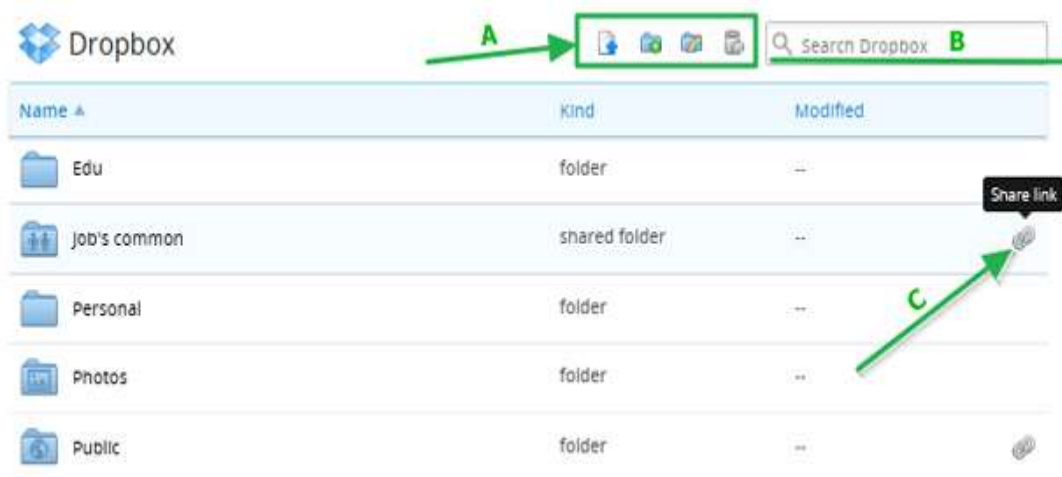 Dropbox A Search Dropbox B
Name Kind Modified
Edu folder --
Share link
Job's common shared folder --
C
Personal folder --
Photos folder --
Public folder --